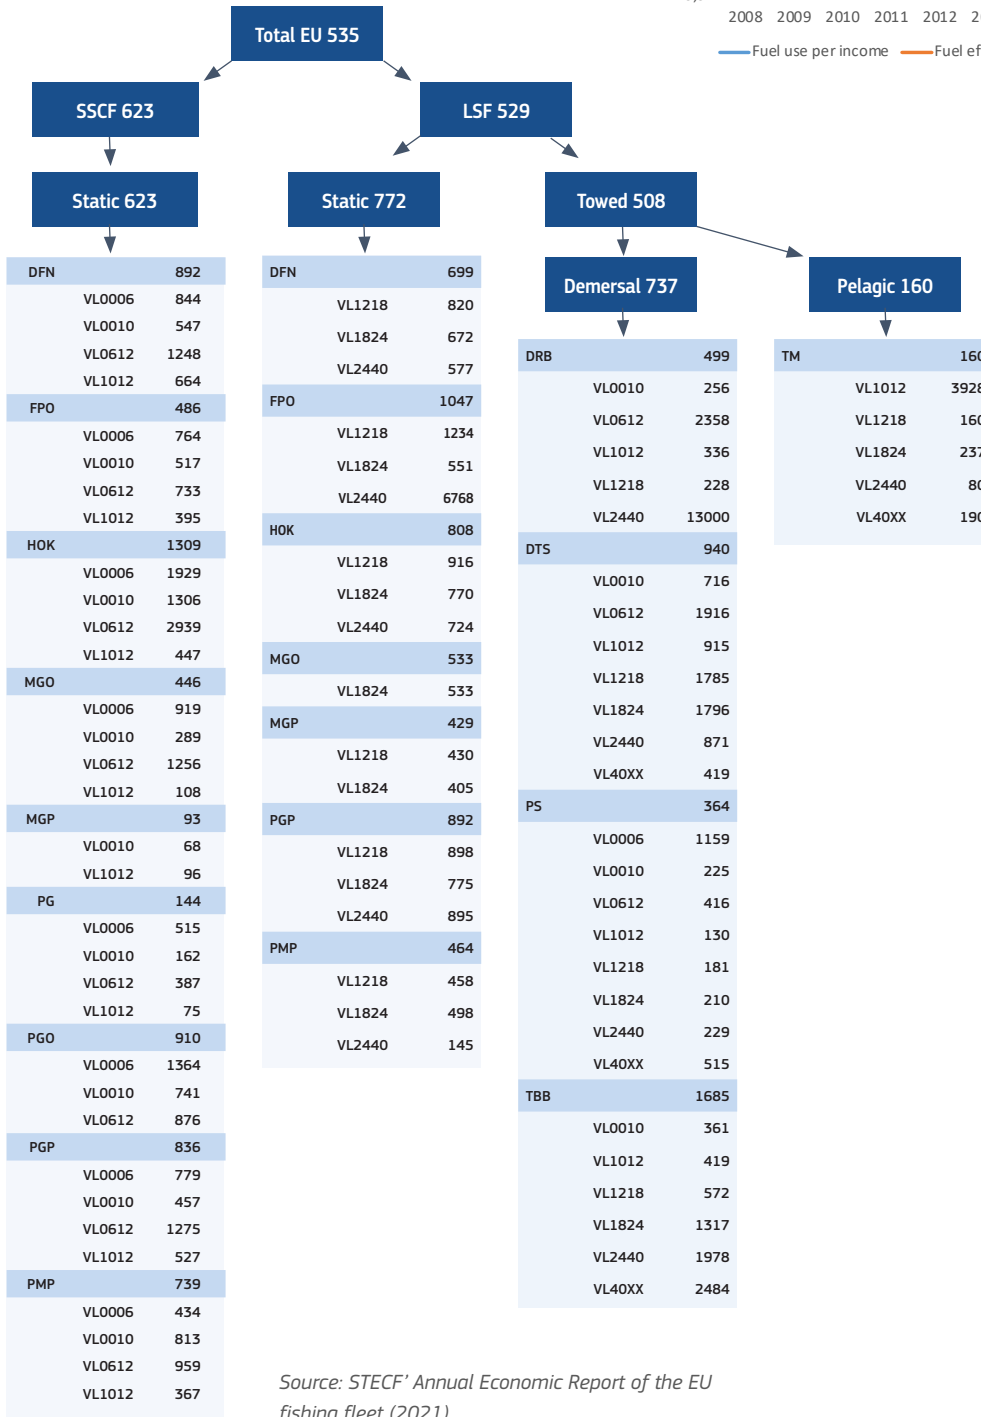 2008 2009 2010 2011 2012
Fuel use per income Fuel
Total EU 535
SSCF 623
LSF 529
Static 623
Static 772
Towed 508
Demersal 737
Pelagic 160
DFN 892
VL0006 844
VL0010 547
VL0612 1248
VL1012 664
FPO 486
VL0006 764
VL0010 517
VL0612 733
VL1012 395
HOK 1309
VL0006 1929
VL0010 1306
VL0612 2939
VL1012 447
MGO 446
VL0006 919
VL0010 289
VL0612 1256
VL1012 108
MGP 93
VL0010 68
VL1012 96
PG 144
VL0006 515
VL0010 162
VL0612 387
VL1012 75
PGO 910
VL0006 1364
VL0010 741
VL0612 876
PGP 836
VL0006 779
VL0010 457
VL0612 1275
VL1012 527
PMP 739
VL0006 434
VL0010 813
VL0612 959
VL1012 367
DFN 699
VL1218 820
VL1824 672
VL2440 577
FPO 1047
VL1218 1234
VL1824 551
VL2440 6768
HOK 808
VL1218 916
VL1824 770
VL2440 724
MGO 533
VL1824 533
MGP 429
VL1218 430
VL1824 405
PGP 892
VL1218 898
VL1824 775
VL2440 895
PMP 464
VL1218 458
VL1824 498
VL2440 145
DRB 499
VL0010 256
VL0612 2358
VL1012 336
VL1218 228
VL2440 13000
DTS 940
VL0010 716
VL0612 1916
VL1012 915
VL1218 1785
VL1824 1796
VL2440 871
VL40XX 419
PS 364
VL0006 1159
VL0010 225
VL0612 416
VL1012 130
VL1218 181
VL1824 210
VL2440 229
VL40XX 515
TBB 1685
VL0010 361
VL1012 419
VL1218 572
VL1824 1317
VL2440 1978
VL40XX 2484
TM 160
VL1012 3928
VL1218 160
VL1824 237
VL2440 80
VL40XX 190
Source: STECF’ Annual Economic Report of the EU
fishing fleet (2021)